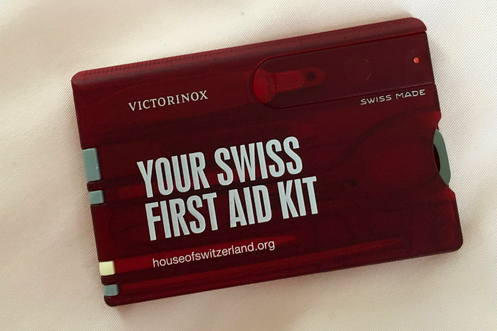 VICTORINOX
SWISS MADE
YOUR SWISS
FIRST AID KIT
houseofswitzerland.org